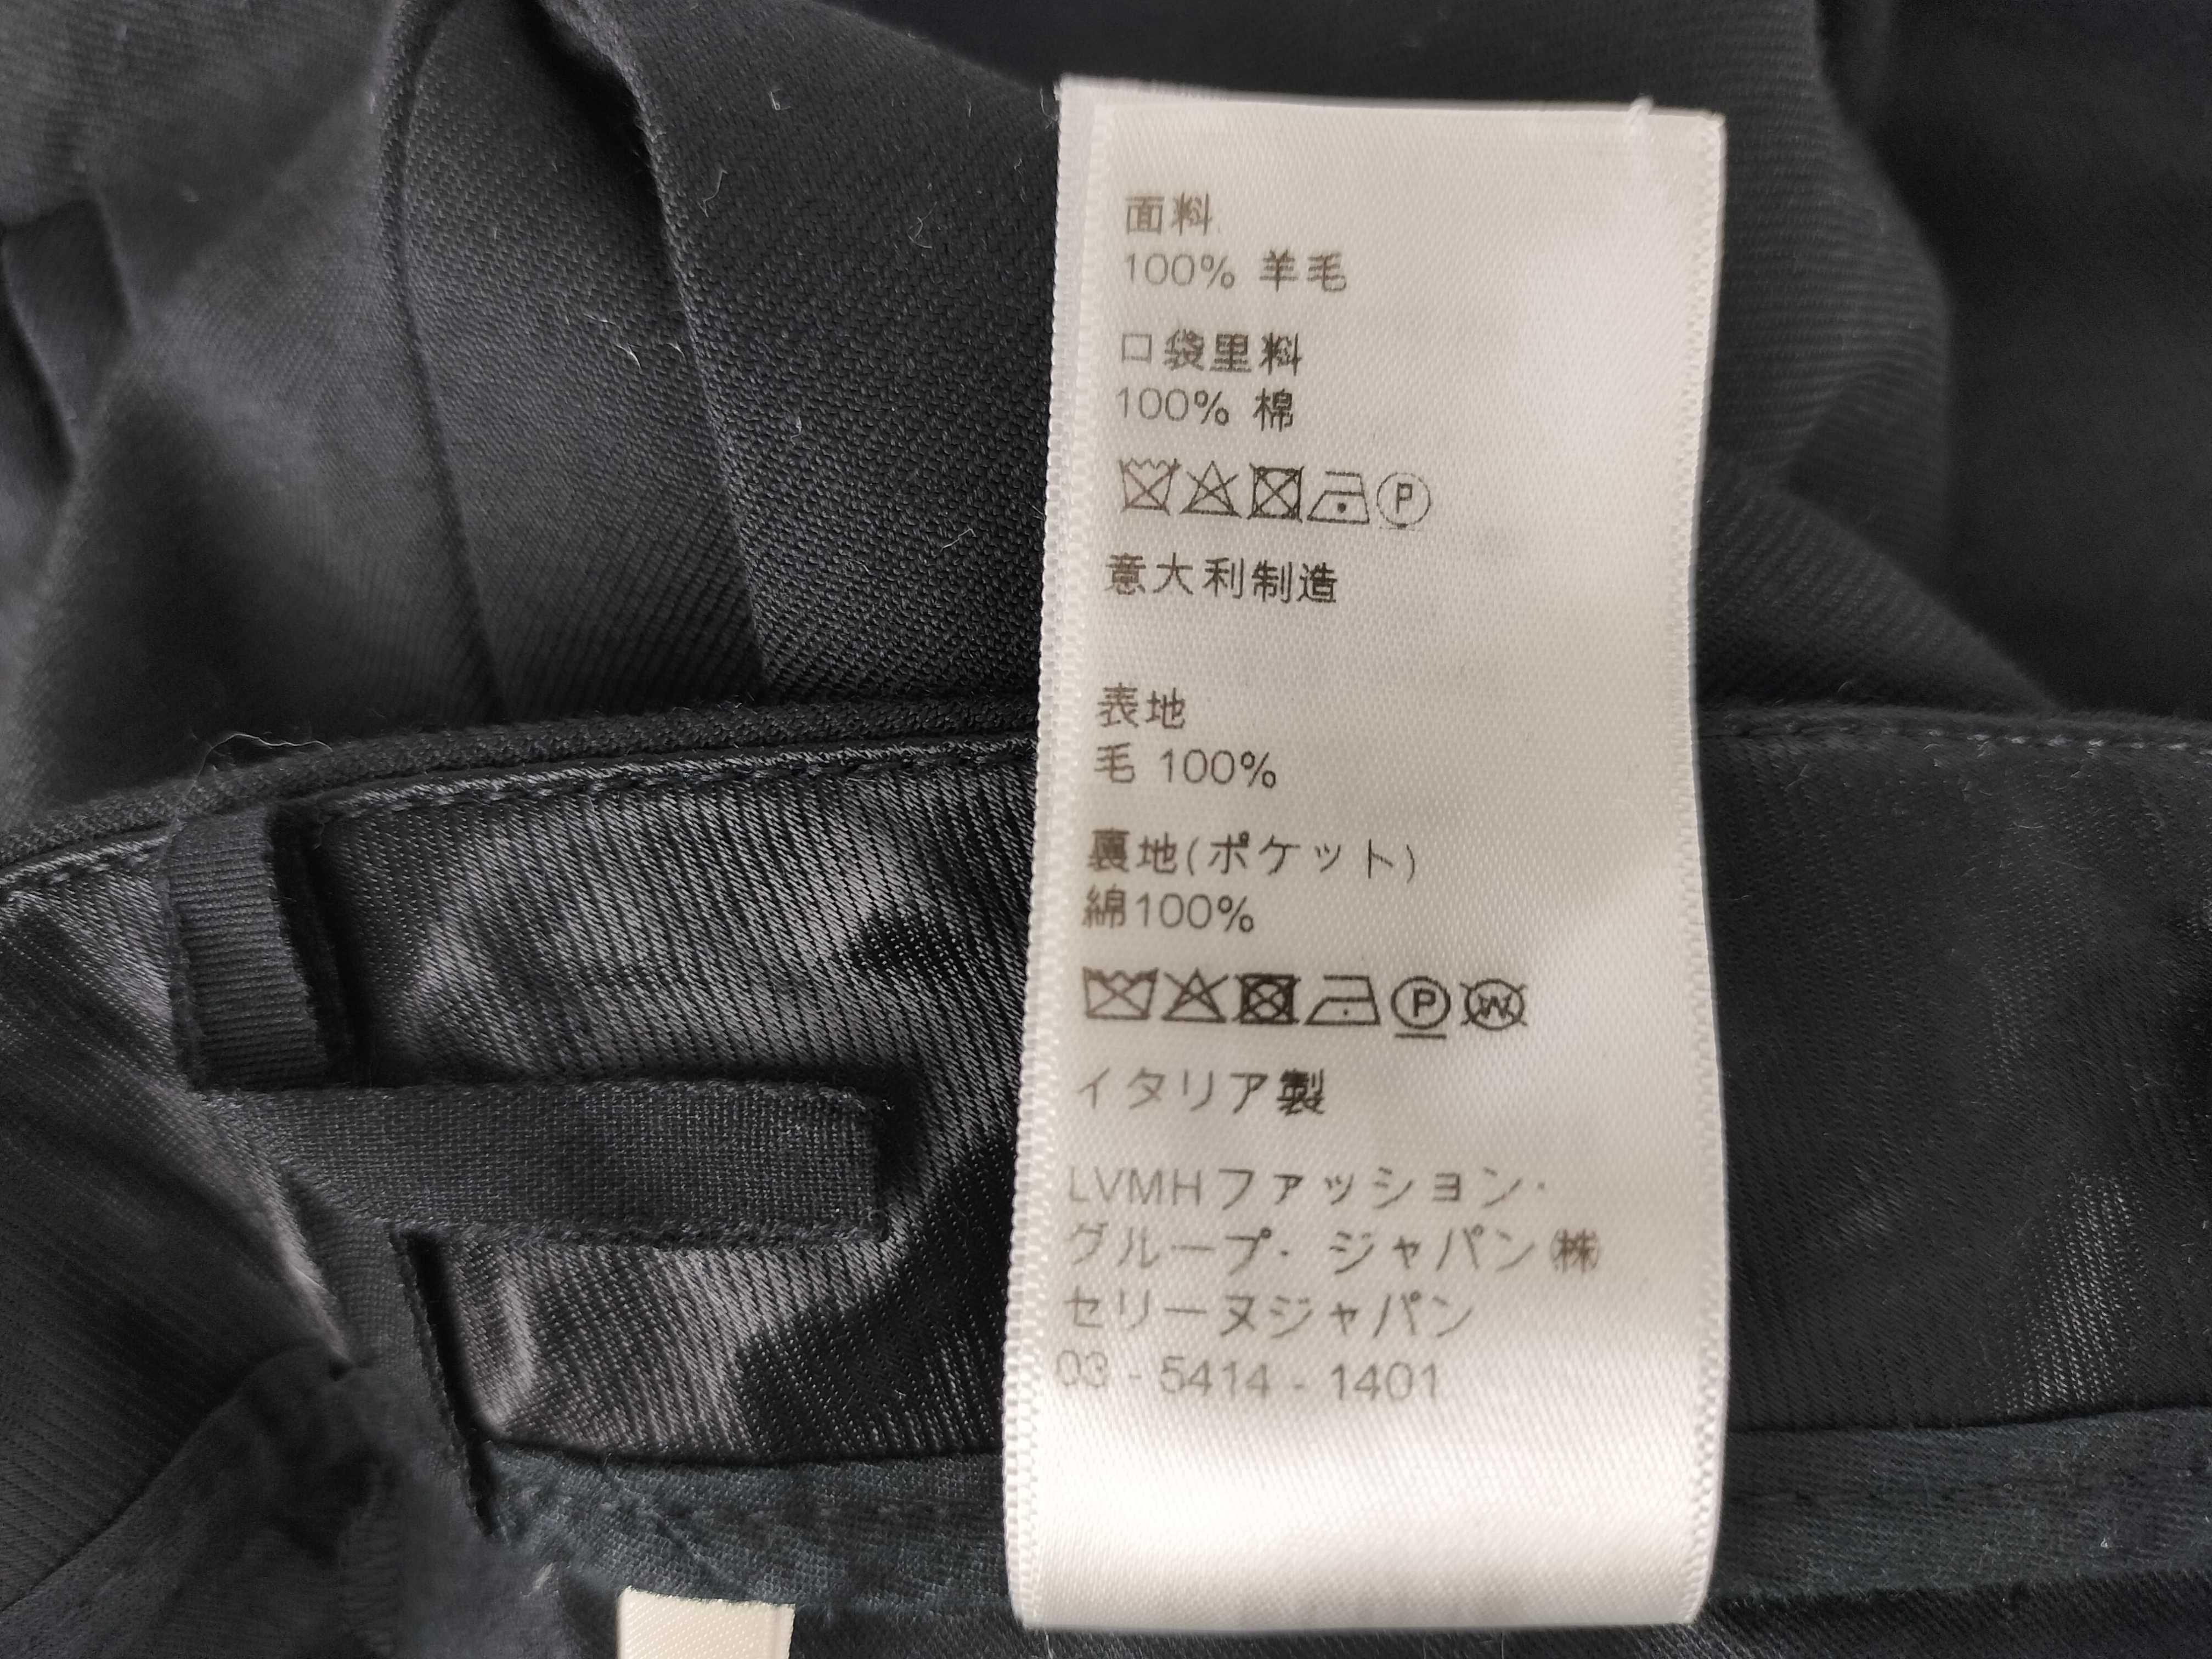 面料
100% 羊毛
口袋里料
100% 棉
P
意大利制造
表地
毛 100%
裏地(ポケット)
綿100%
P W
イタリア製
LVMHファッション・
グループ・ジャパン㈱
セリーヌジャパン
03-5414-1401